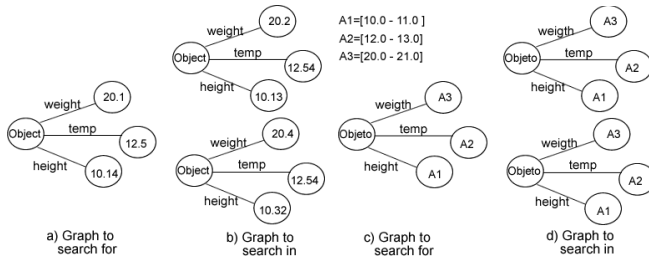 weight
20.2
Object
temp
12.54
height
10.13
A1=[10.0 - 11.0 ]
A2=[12.0 - 13.0]
A3=[20.0 - 21.0]
weigth
A3
Objeto
temp
A2
height
A1
weight
20.1
Object
temp
12.5
height
10.14
weight
20.4
Object
temp
12.54
height
10.32
weigth
A3
Objeto
temp
A2
height
A1
weigth
A3
Objeto
temp
A2
height
A1
a) Graph to
search for
b) Graph to
search in
c) Graph to
search for
d) Graph to
search in